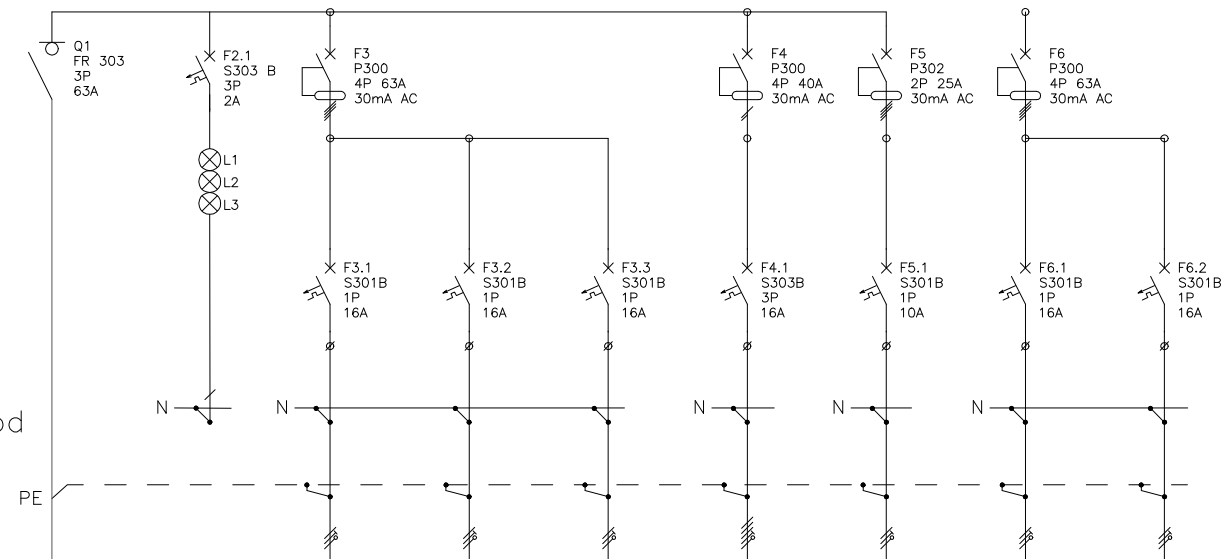 Q1
FR 303
3P
63A
F2.1
S303 B
3P
2A
F3
P300
4P 63A
30mA AC
F4
P300
4P 40A
30mA AC
F5
P302
2P 25A
30mA AC
F6
P300
4P 63A
30mA AC
L1
L2
L3
F3.1
S301B
1P
16A
F3.2
S301B
1P
16A
F3.3
S301B
1P
16A
F4.1
S303B
3P
16A
F5.1
S301B
1P
10A
F6.1
S301B
1P
16A
F6.2
S301B
1P
16A
N
N
N
N
N
od
PE